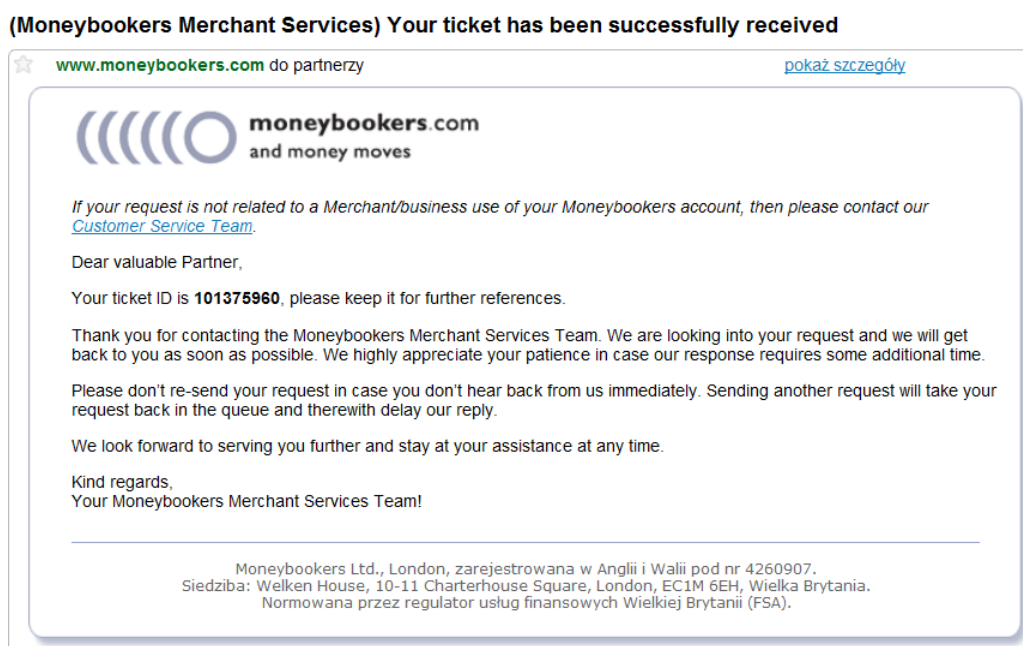 (Moneybookers Merchant Services) Your ticket has been successfully received
www.moneybookers.com do partnerzy pokaż szczegóły
moneybookers.com
and money moves
If your request is not related to a Merchant/business use of your Moneybookers account, then please contact our
Customer Service Team.
Dear valuable Partner,
Your ticket ID is 101375960, please keep it for further references.
Thank you for contacting the Moneybookers Merchant Services Team. We are looking into your request and we will get
back to you as soon as possible. We highly appreciate your patience in case our response requires some additional time.
Please don't re-send your request in case you don't hear back from us immediately. Sending another request will take your
request back in the queue and therewith delay our reply.
We look forward to serving you further and stay at your assistance at any time.
Kind regards,
Your Moneybookers Merchant Services Team!
Moneybookers Ltd., London, zarejestrowana w Anglii i Walii pod nr 4260907.
Siedziba: Welken House, 10-11 Charterhouse Square, London, EC1M 6EH, Wielka Brytania.
Normowana przez regulator usług finansowych Wielkiej Brytanii (FSA).